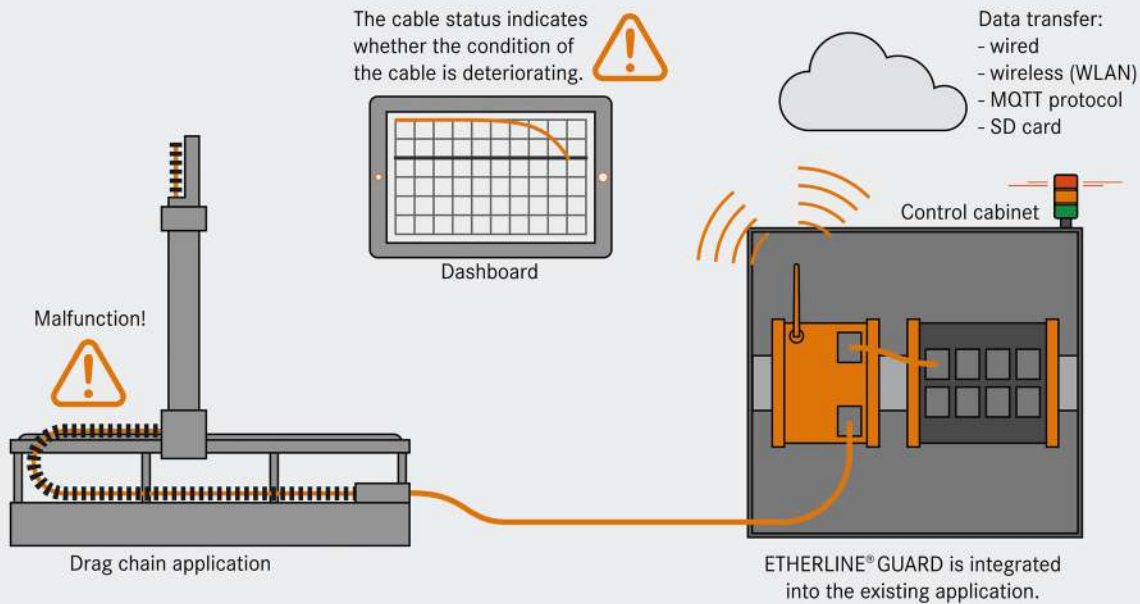 The cable status indicates
whether the condition of
the cable is deteriorating.
Data transfer:
- wired
- wireless (WLAN)
- MQTT protocol
- SD card
Control cabinet
Dashboard
Malfunction!
Drag chain application
ETHERLINE® GUARD is integrated
into the existing application.